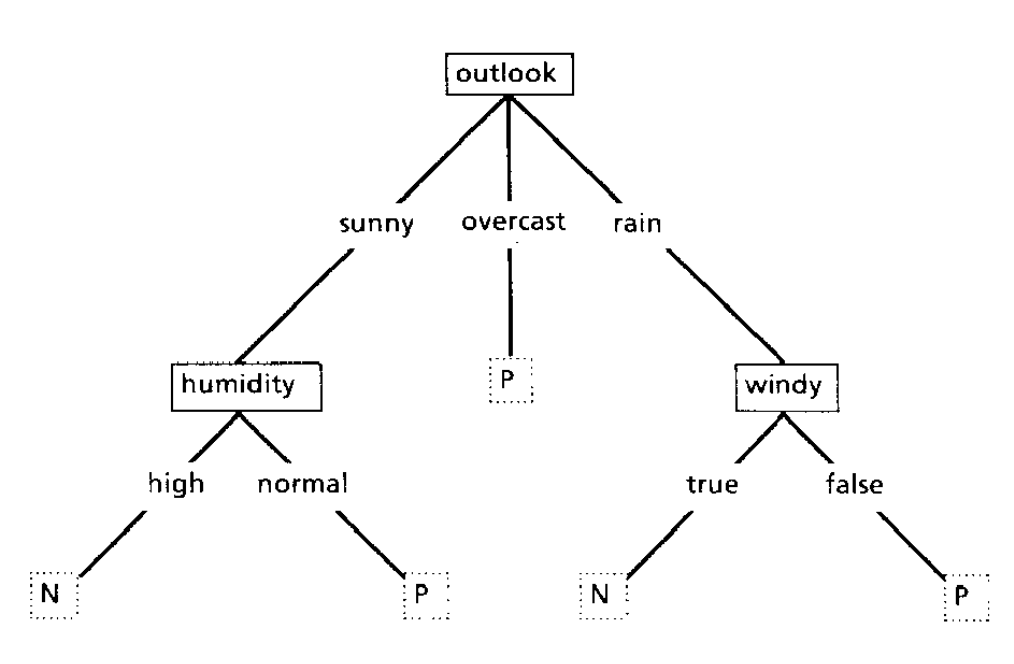 outlook
sunny overcast rain
humidity P windy
high normal true false
N P N P